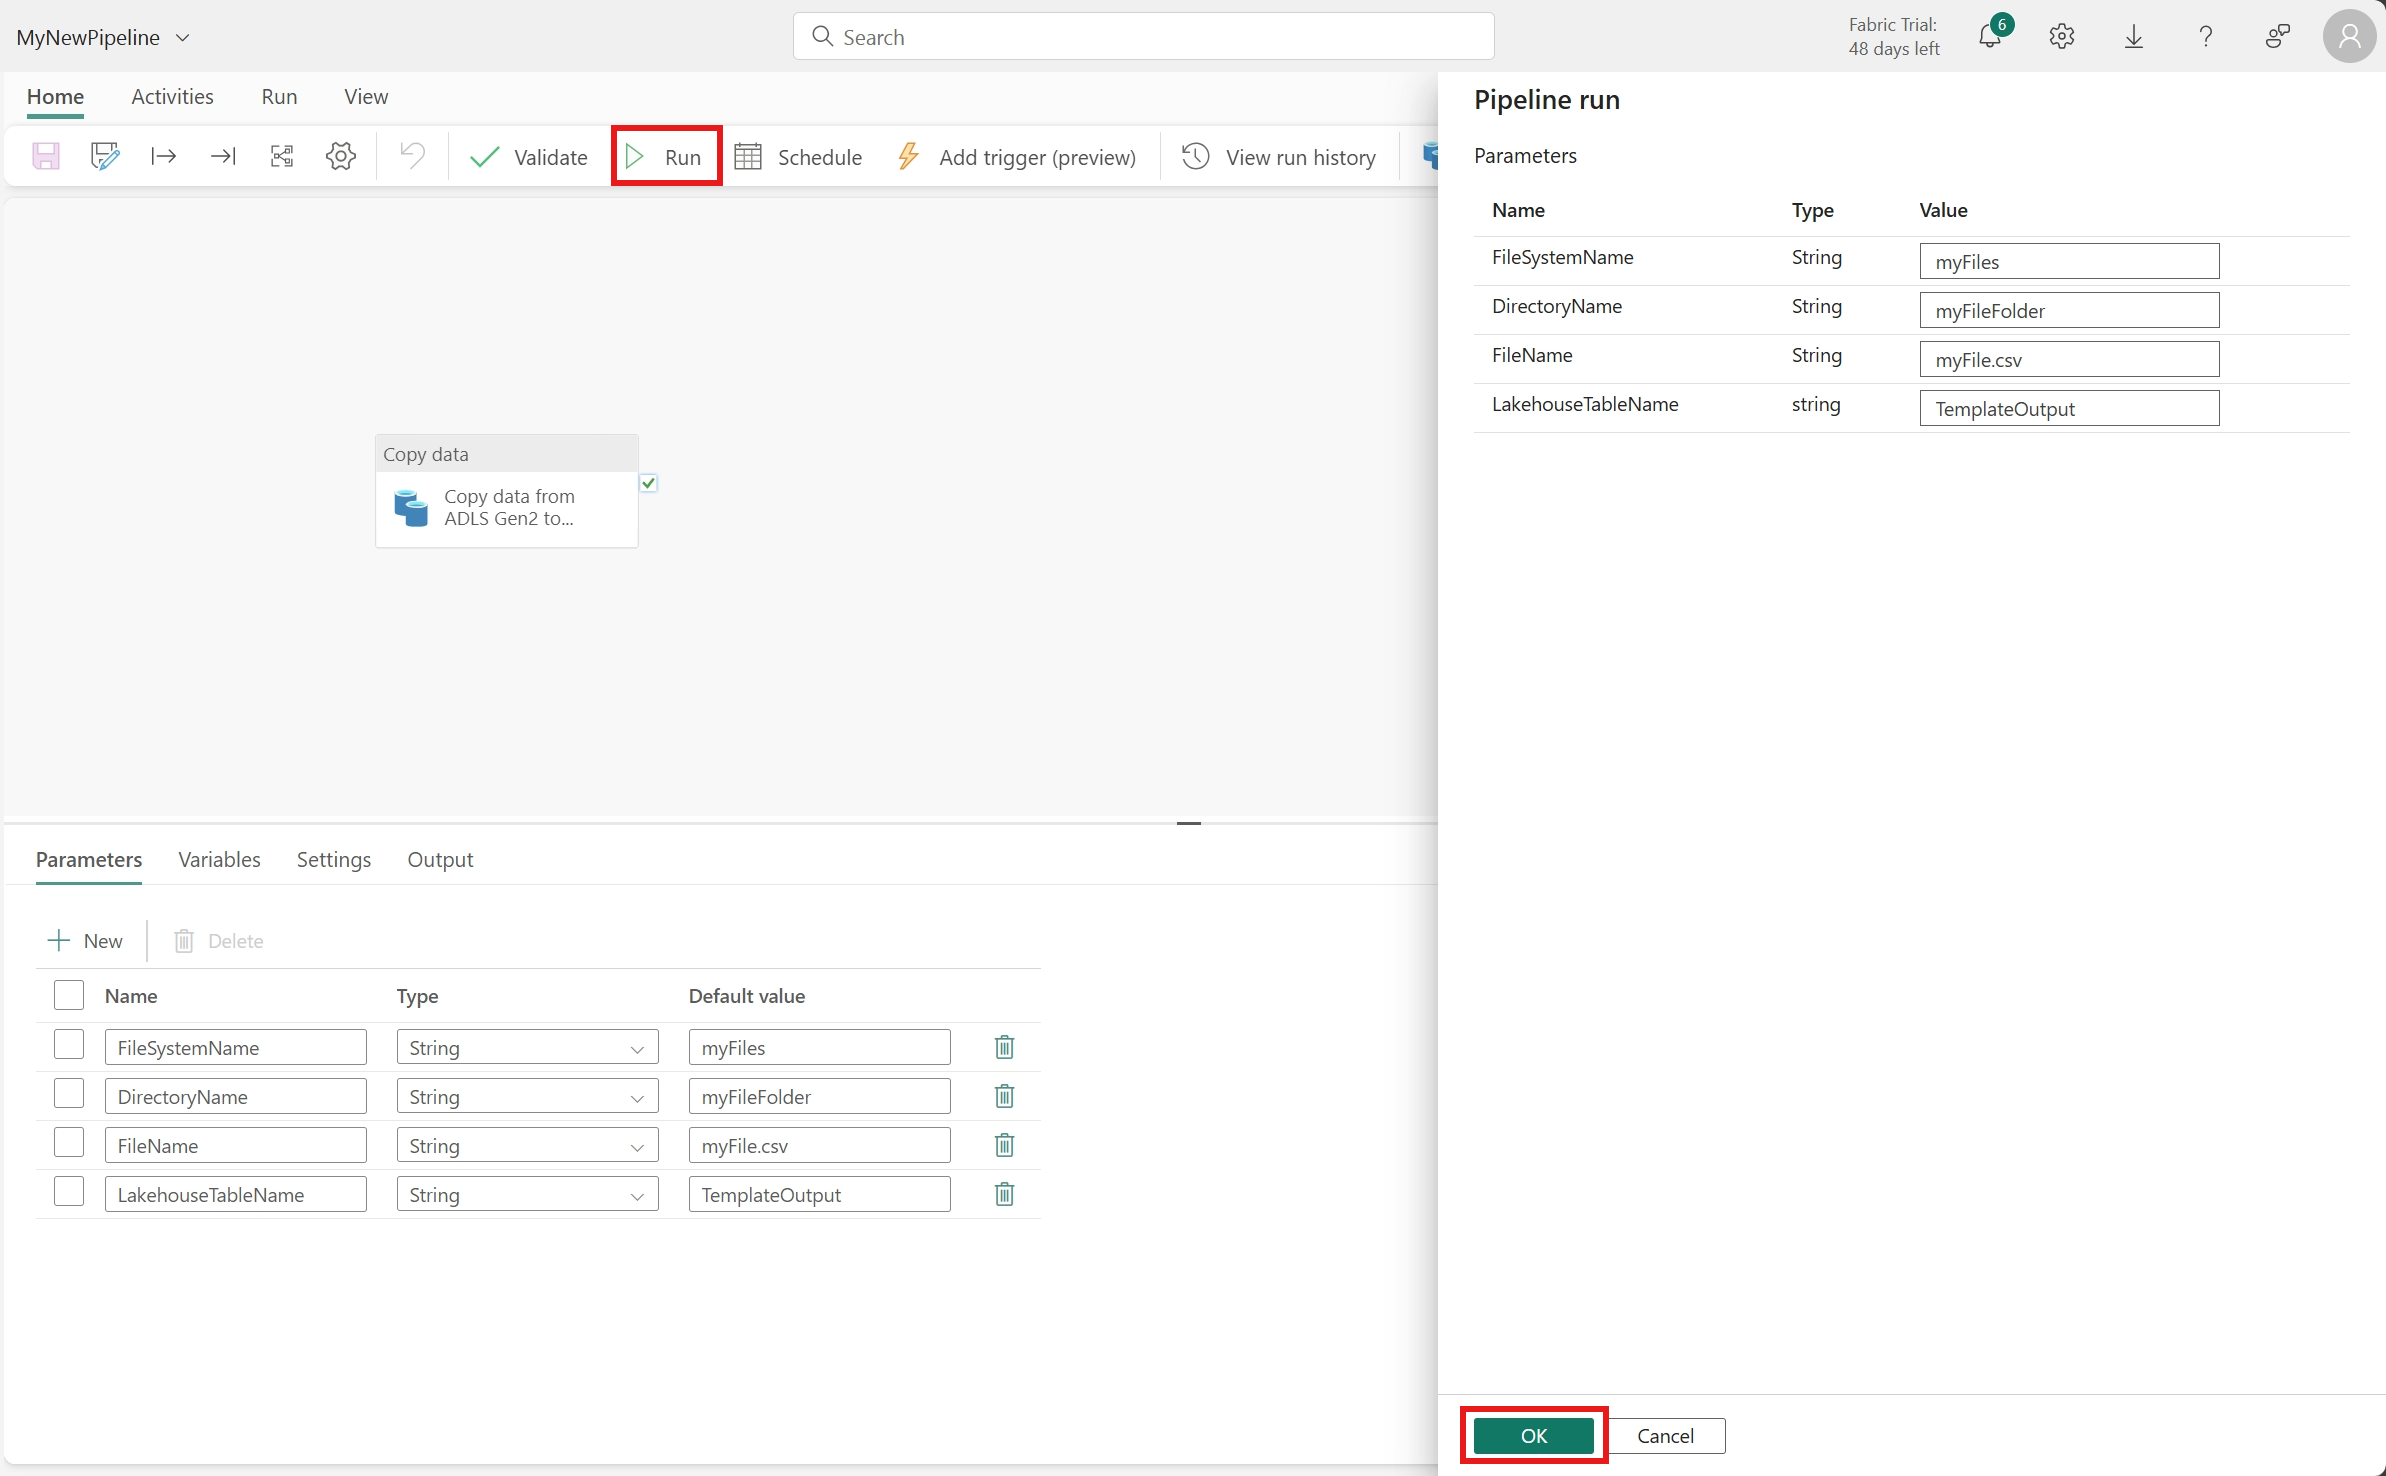 MyNewPipeline
Search
Fabric Trial:
48 days left
6
Home Activities Run View
Validate Run Schedule Add trigger (preview) View run history
Copy data
Copy data from
ADLS Gen2 to...
Parameters Variables Settings Output
New Delete
Name Type Default value
FileSystemName String myFiles
DirectoryName String myFileFolder
FileName String myFile.csv
LakehouseTableName String TemplateOutput
Pipeline run
Parameters
Name Type Value
FileSystemName String myFiles
DirectoryName String myFileFolder
FileName String myFile.csv
LakehouseTableName string TemplateOutput
OK Cancel